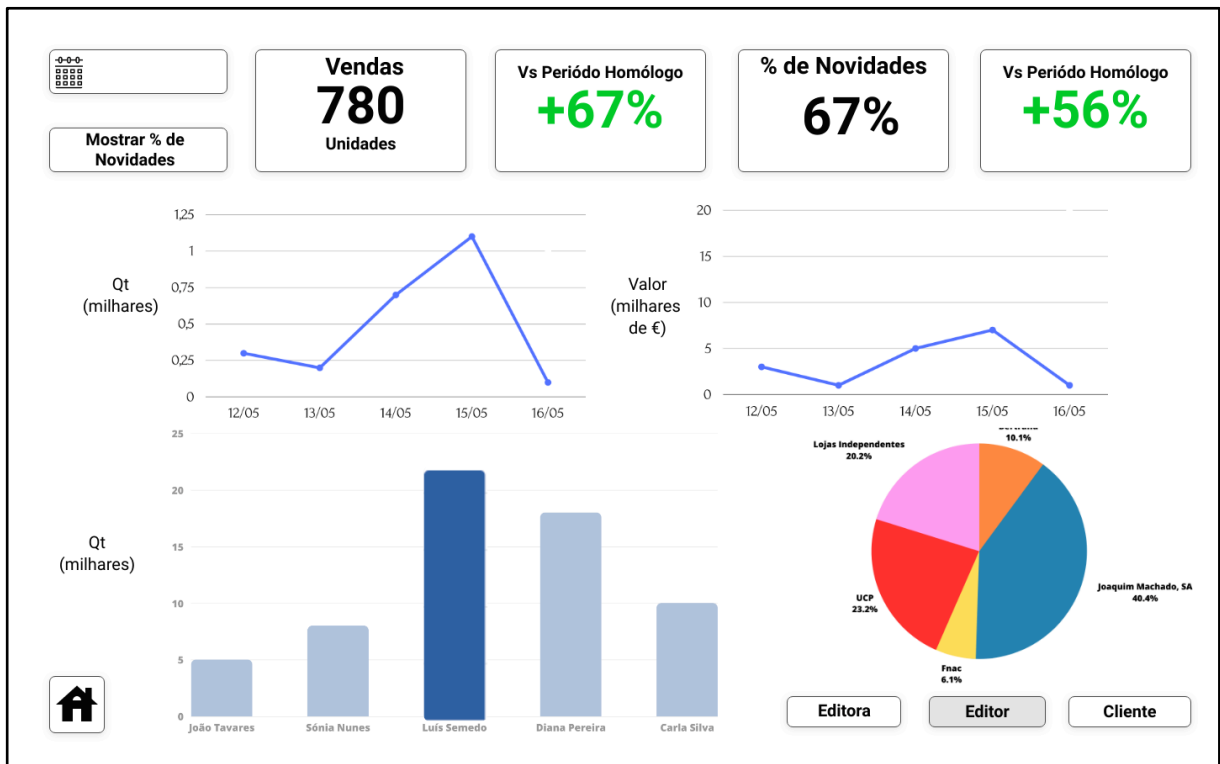 Vendas
780
Unidades
Vs Periódo Homólogo
+67%
% de Novidades
67%
Vs Periódo Homólogo
+56%
Mostrar % de
Novidades
Qt
(milhares)
1,25
1
0,75
0,5
0,25
0
12/05
13/05
14/05
15/05
16/05
Valor
(milhares
de €)
20
15
10
5
0
12/05
13/05
14/05
15/05
16/05
Qt
(milhares)
25
20
15
10
5
0
João Tavares
Sónia Nunes
Luís Semedo
Diana Pereira
Carla Silva
10.1%
Lojas Independentes
20.2%
Joaquim Machado, SA
40.4%
UCP
23.2%
Fnac
6.1%
Editora
Editor
Cliente